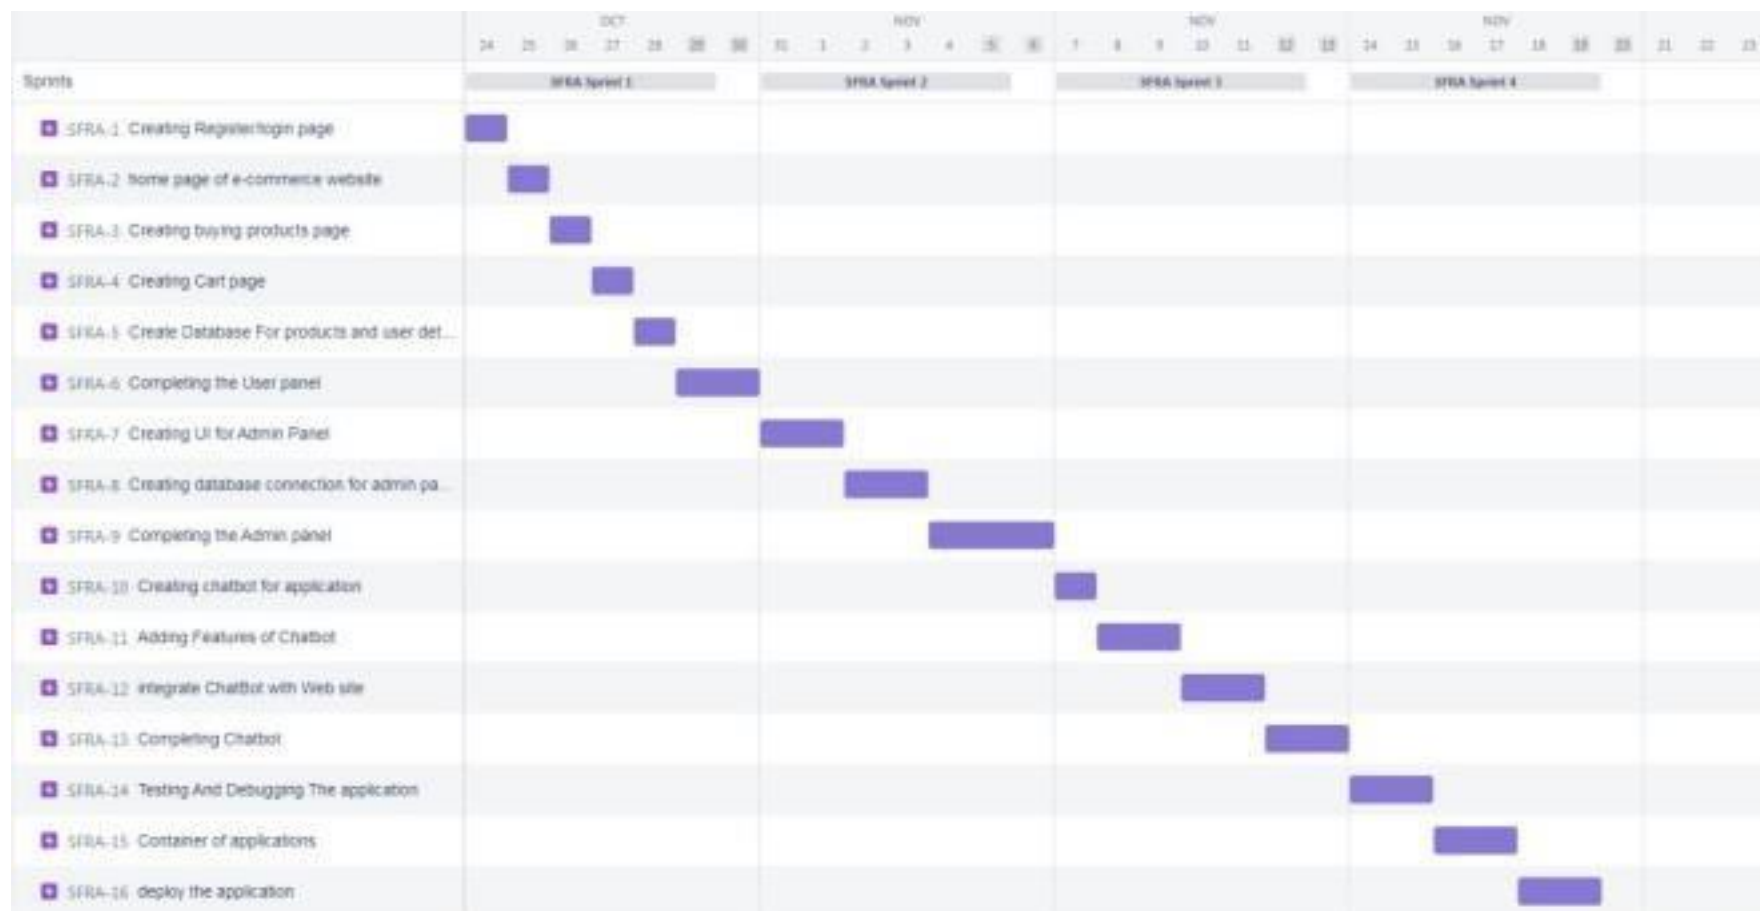 OCT NOV NOV NOV
24 25 26 27 28 29 30 31 1 2 3 4 5 6 7 8 9 10 11 12 13 14 15 16 17 18 19 20 21 22 23
Sprints SFRA Sprint 1 SFRA Sprint 2 SFRA Sprint 3 SFRA Sprint 4
SFRA-1 Creating Register/login page
SFRA-2 home page of e-commerce website
SFRA-3 Creating buying products page
SFRA-4 Creating Cart page
SFRA-5 Create Database For products and user det...
SFRA-6 Completing the User panel
SFRA-7 Creating UI for Admin Panel
SFRA-8 Creating database connection for admin pa...
SFRA-9 Completing the Admin panel
SFRA-10 Creating chatbot for application
SFRA-11 Adding Features of Chatbot
SFRA-12 integrate ChatBot with Web site
SFRA-13 Completing Chatbot
SFRA-14 Testing And Debugging The application
SFRA-15 Container of applications
SFRA-16 deploy the application